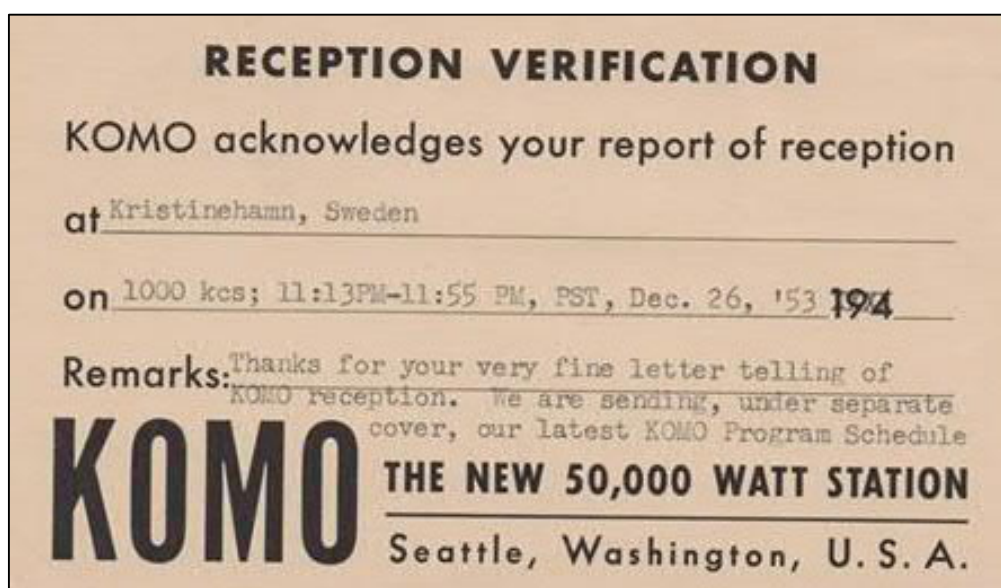 RECEPTION VERIFICATION
KOMO acknowledges your report of reception
at Kristinehamn, Sweden
on 1000 kcs; 11:13PM-11:55 PM, PST, Dec. 26, '53 194
Remarks: Thanks for your very fine letter telling of
KOMO reception. We are sending, under separate
cover, our latest KOMO Program Schedule
KOMO
THE NEW 50,000 WATT STATION
Seattle, Washington, U. S. A.